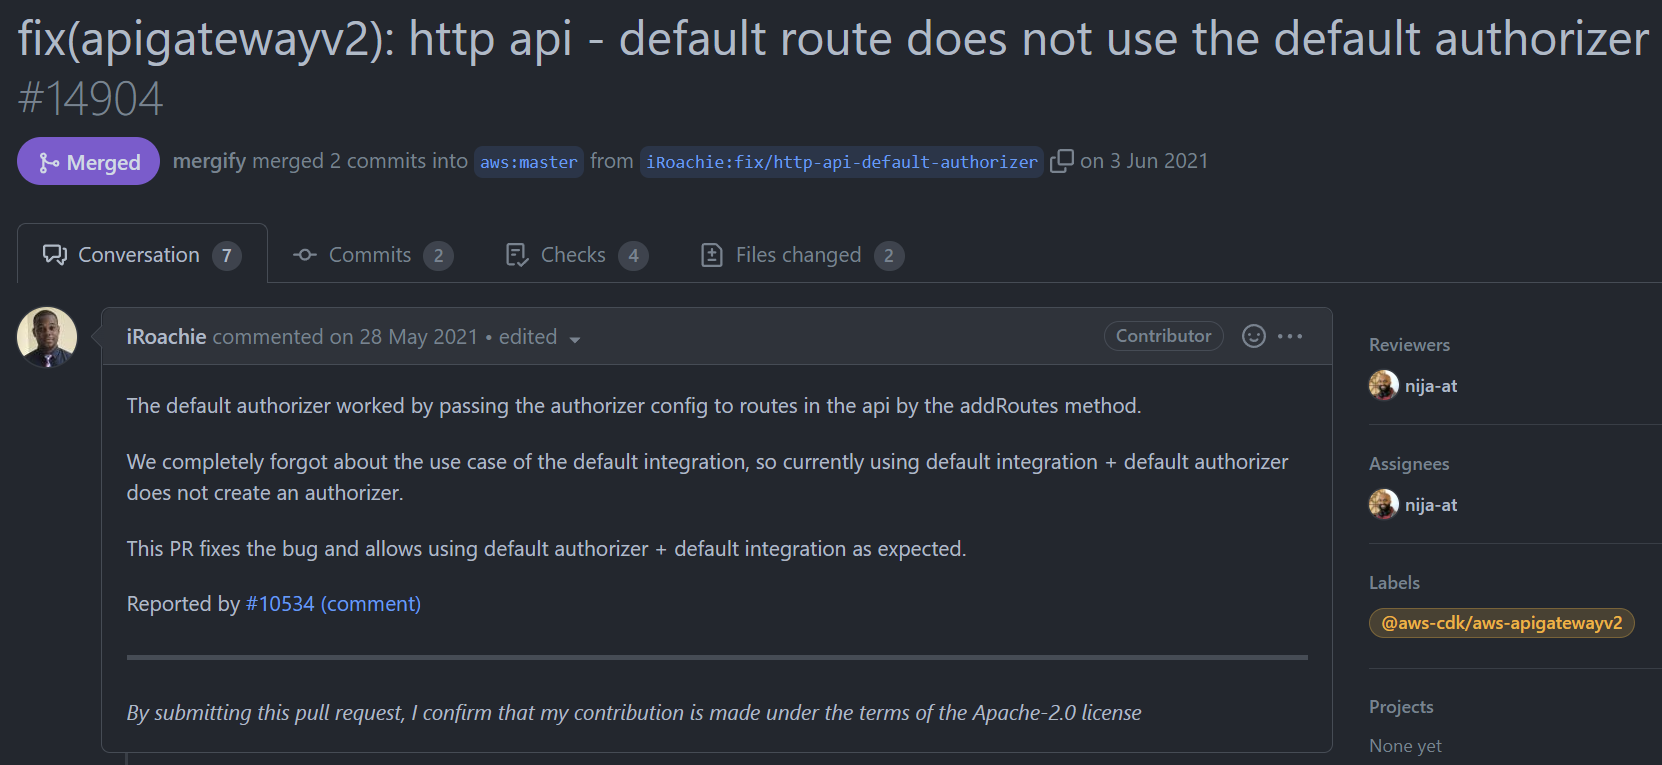 fix(apigatewayv2): http api - default route does not use the default authorizer
#14904
Merged
mergify merged 2 commits into aws:master from iRoachie:fix/http-api-default-authorizer on 3 Jun 2021
Conversation 7
Commits 2
Checks 4
Files changed 2
iRoachie commented on 28 May 2021 • edited
Contributor
The default authorizer worked by passing the authorizer config to routes in the api by the addRoutes method.
We completely forgot about the use case of the default integration, so currently using default integration + default authorizer
does not create an authorizer.
This PR fixes the bug and allows using default authorizer + default integration as expected.
Reported by #10534 (comment)
By submitting this pull request, I confirm that my contribution is made under the terms of the Apache-2.0 license
Reviewers
nija-at
Assignees
nija-at
Labels
@aws-cdk/aws-apigatewayv2
Projects
None yet